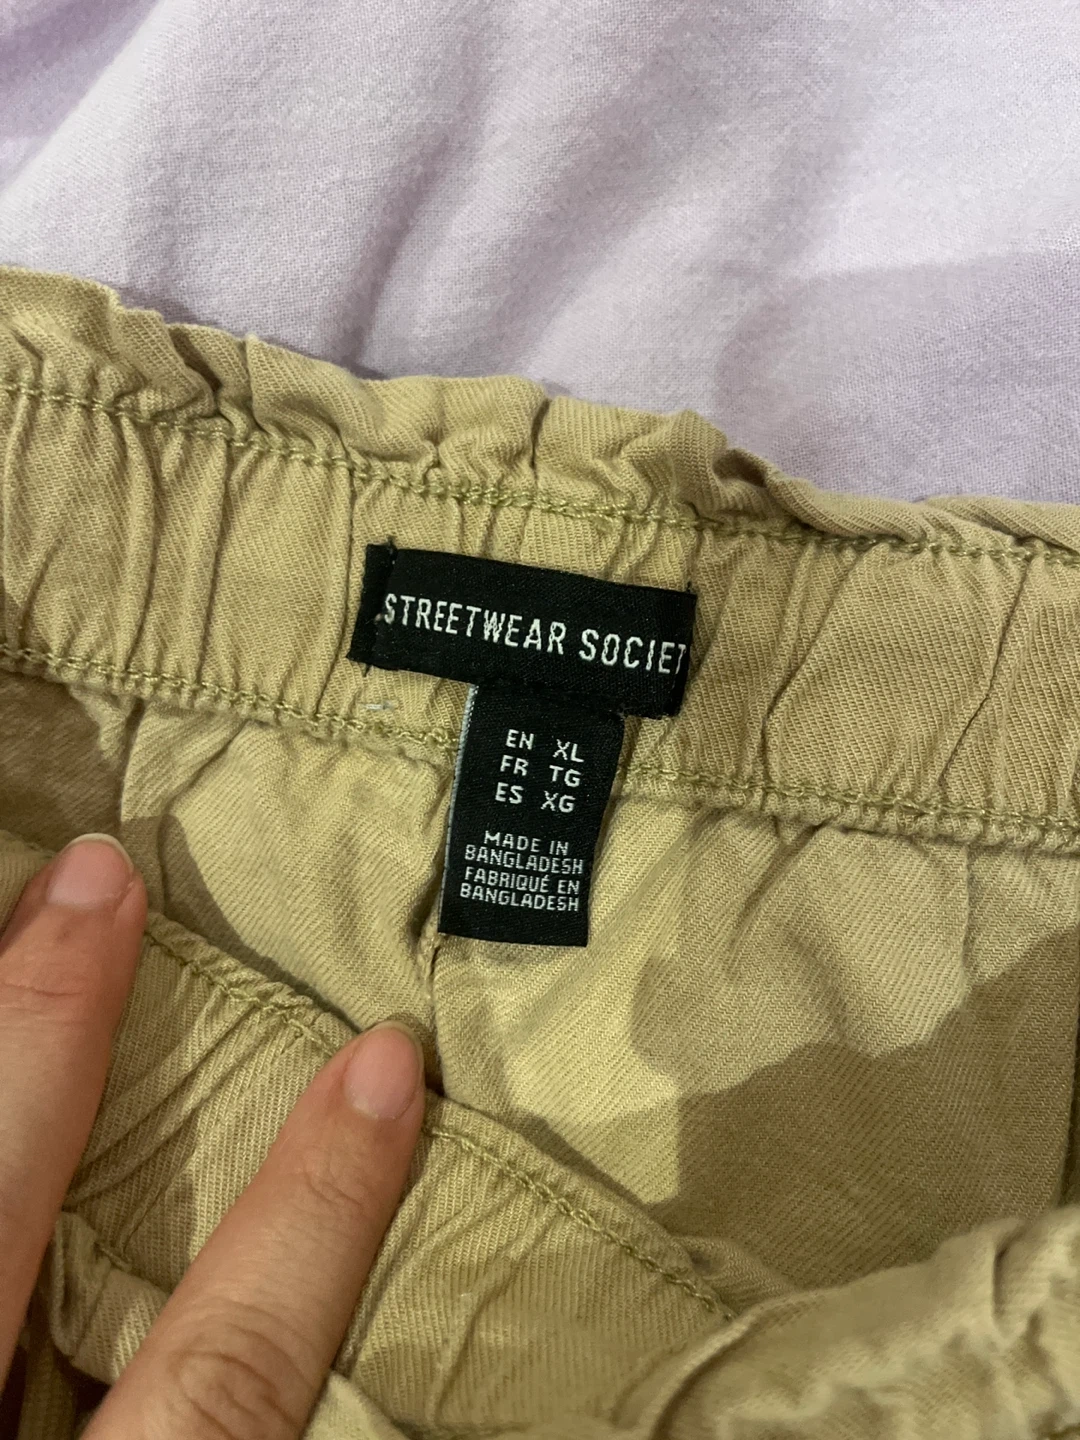 STREETWEAR SOCIET
EN XL
FR TG
ES XG
MADE IN
BANGLADESH
FABRIQUÉ EN
BANGLADESH